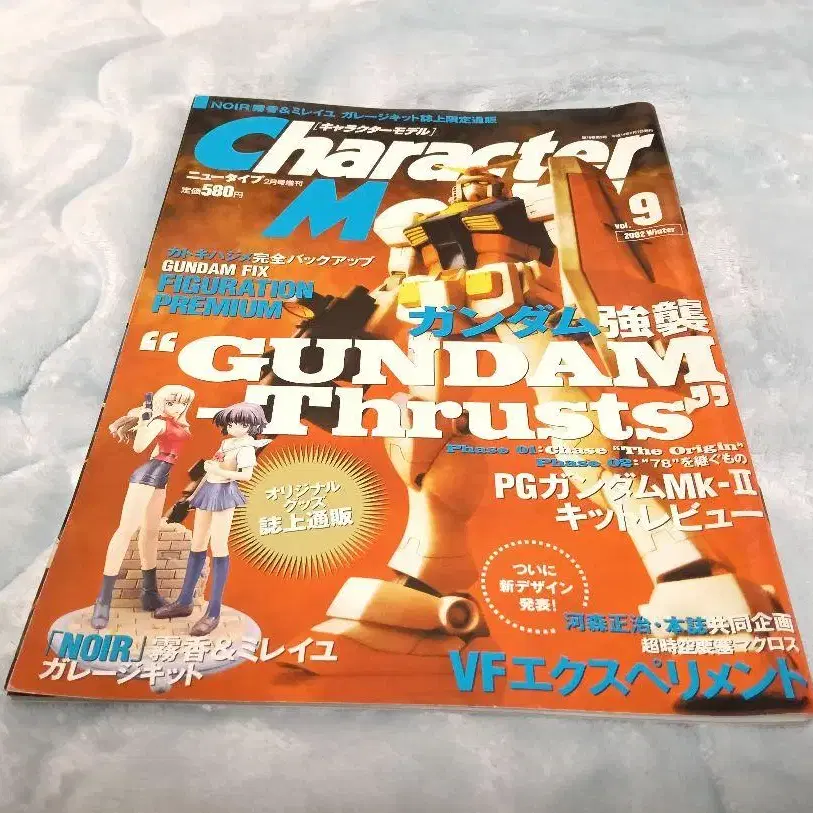 NOIR 霧香&ミレイユ ガレージキット誌上限定通販
[キャラクターモデル]
Character
ニュータイプ2月号増刊
定価580円
M
vol. 9
2002 Winter
カトキハジメ完全バックアップ
GUNDAM FIX
FIGURATION
PREMIUM
ガンダム強襲
“GUNDAM
-Thrusts”
Phase 01:Chase “The Origin”
Phase 02:“78”を継ぐもの
PGガンダムMk-II
キットレビュー
オリジナル
グッズ
誌上通販
ついに
新デザイン
発表!
河森正治・本誌共同企画
超時空要塞マクロス
VFエクスペリメント
「NOIR」霧香&ミレイユ
ガレージキット